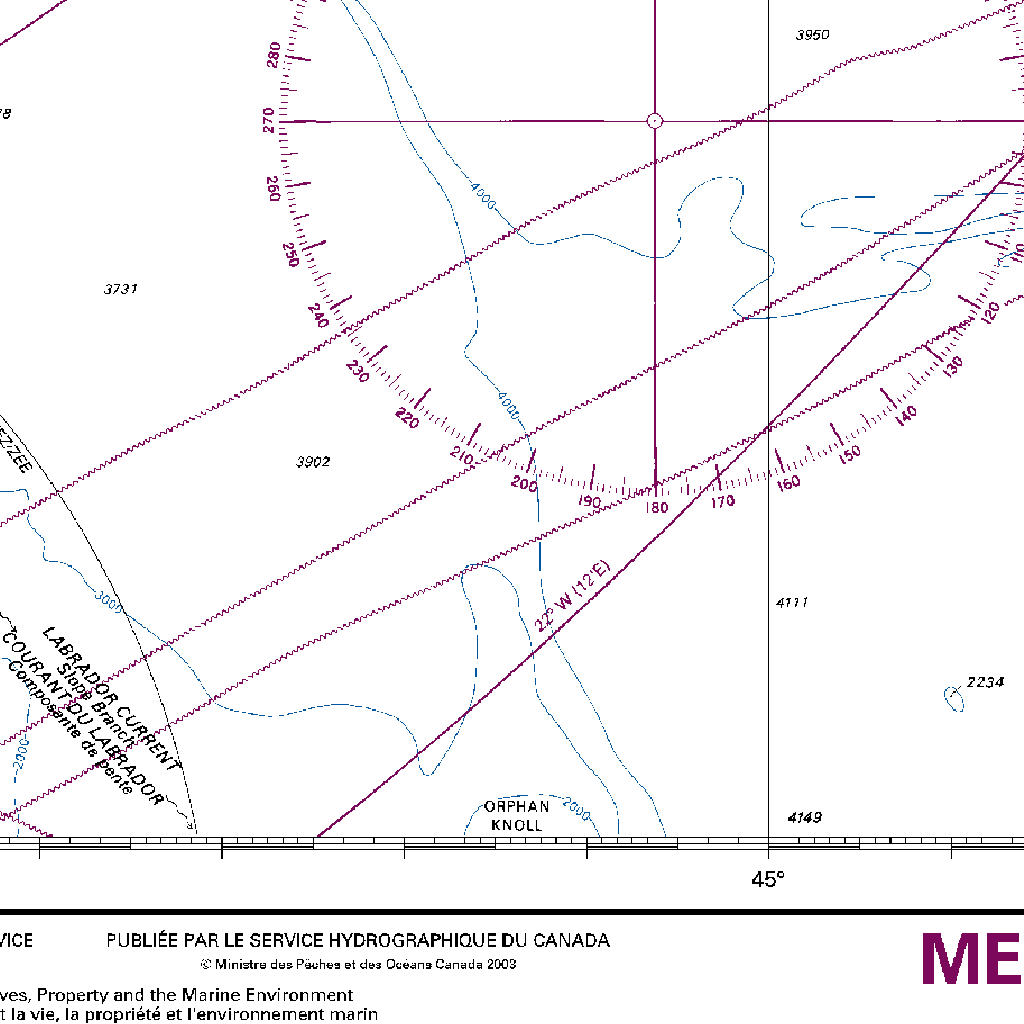 3950
280
78
270
260
4000
250
110
3731
240
120
230
130
4000
220
140
EZ/ZEE
210
150
3902
200
160
190
170
180
22° W (12'E)
3000
4111
LABRADOR CURRENT
Slope Branch
COURANT DU LABRADOR
Composante de pente
2234
2000
ORPHAN
KNOLL
2500
4149
45°
VICE
PUBLIÉE PAR LE SERVICE HYDROGRAPHIQUE DU CANADA
ME
© Ministre des Pêches et des Océans Canada 2003
ves, Property and the Marine Environment
t la vie, la propriété et l'environnement marin